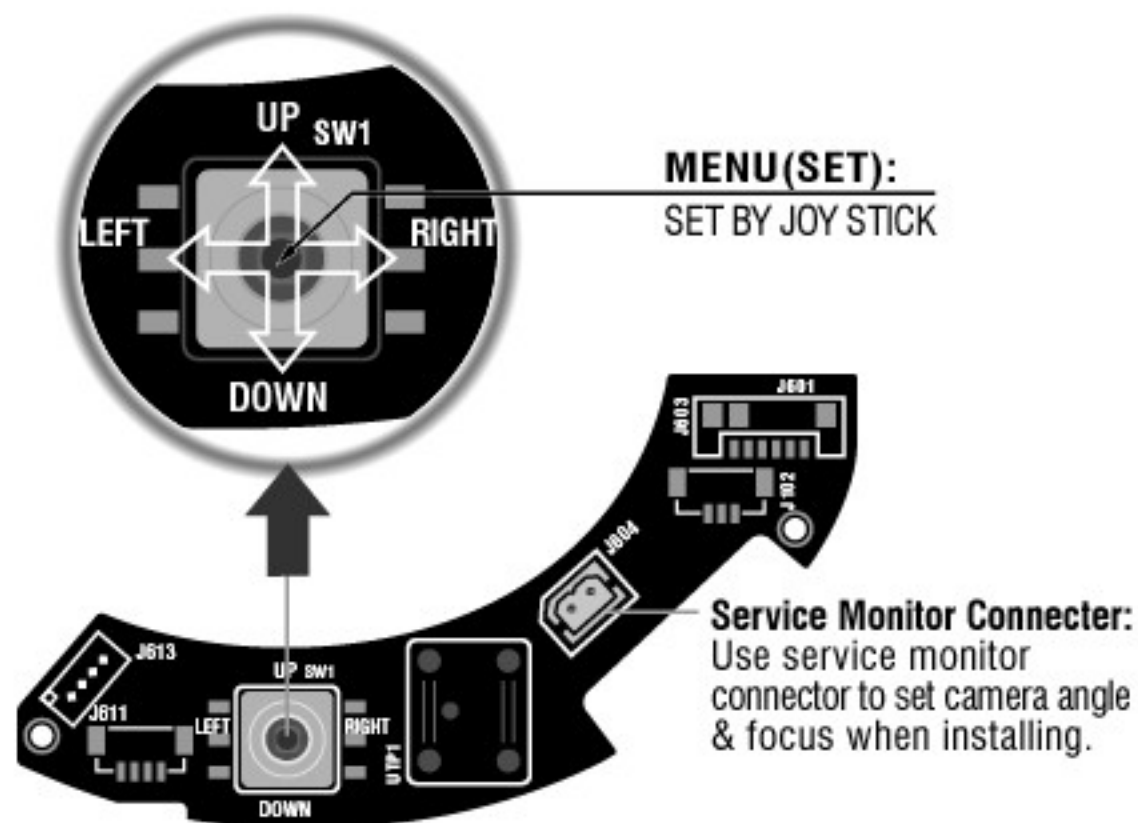 UP SW1
LEFT
RIGHT
DOWN
MENU(SET):
SET BY JOY STICK
J601
J603
J102
J604
Service Monitor Connecter:
Use service monitor
connector to set camera angle
& focus when installing.
J613
J611
UP SW1
LEFT
RIGHT
DOWN
UTP1